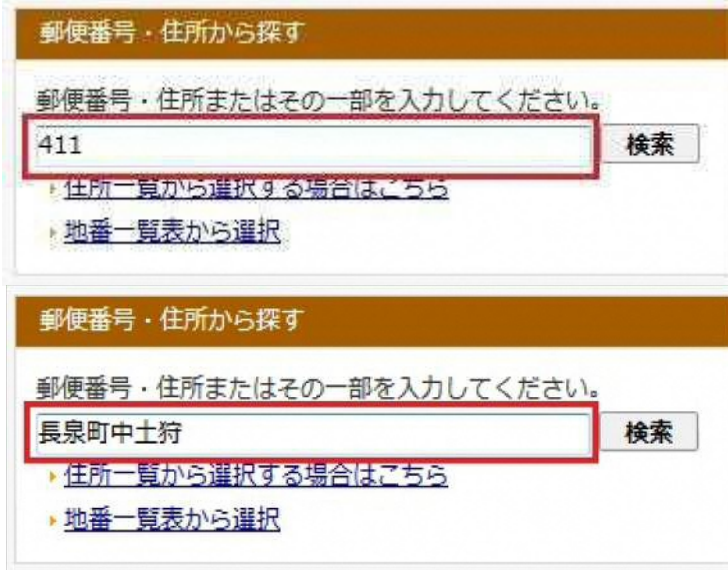 郵便番号・住所から探す
郵便番号・住所またはその一部を入力してください。
411 検索
住所一覧から選択する場合はこちら
地番一覧表から選択
郵便番号・住所から探す
郵便番号・住所またはその一部を入力してください。
長泉町中土狩 検索
住所一覧から選択する場合はこちら
地番一覧表から選択